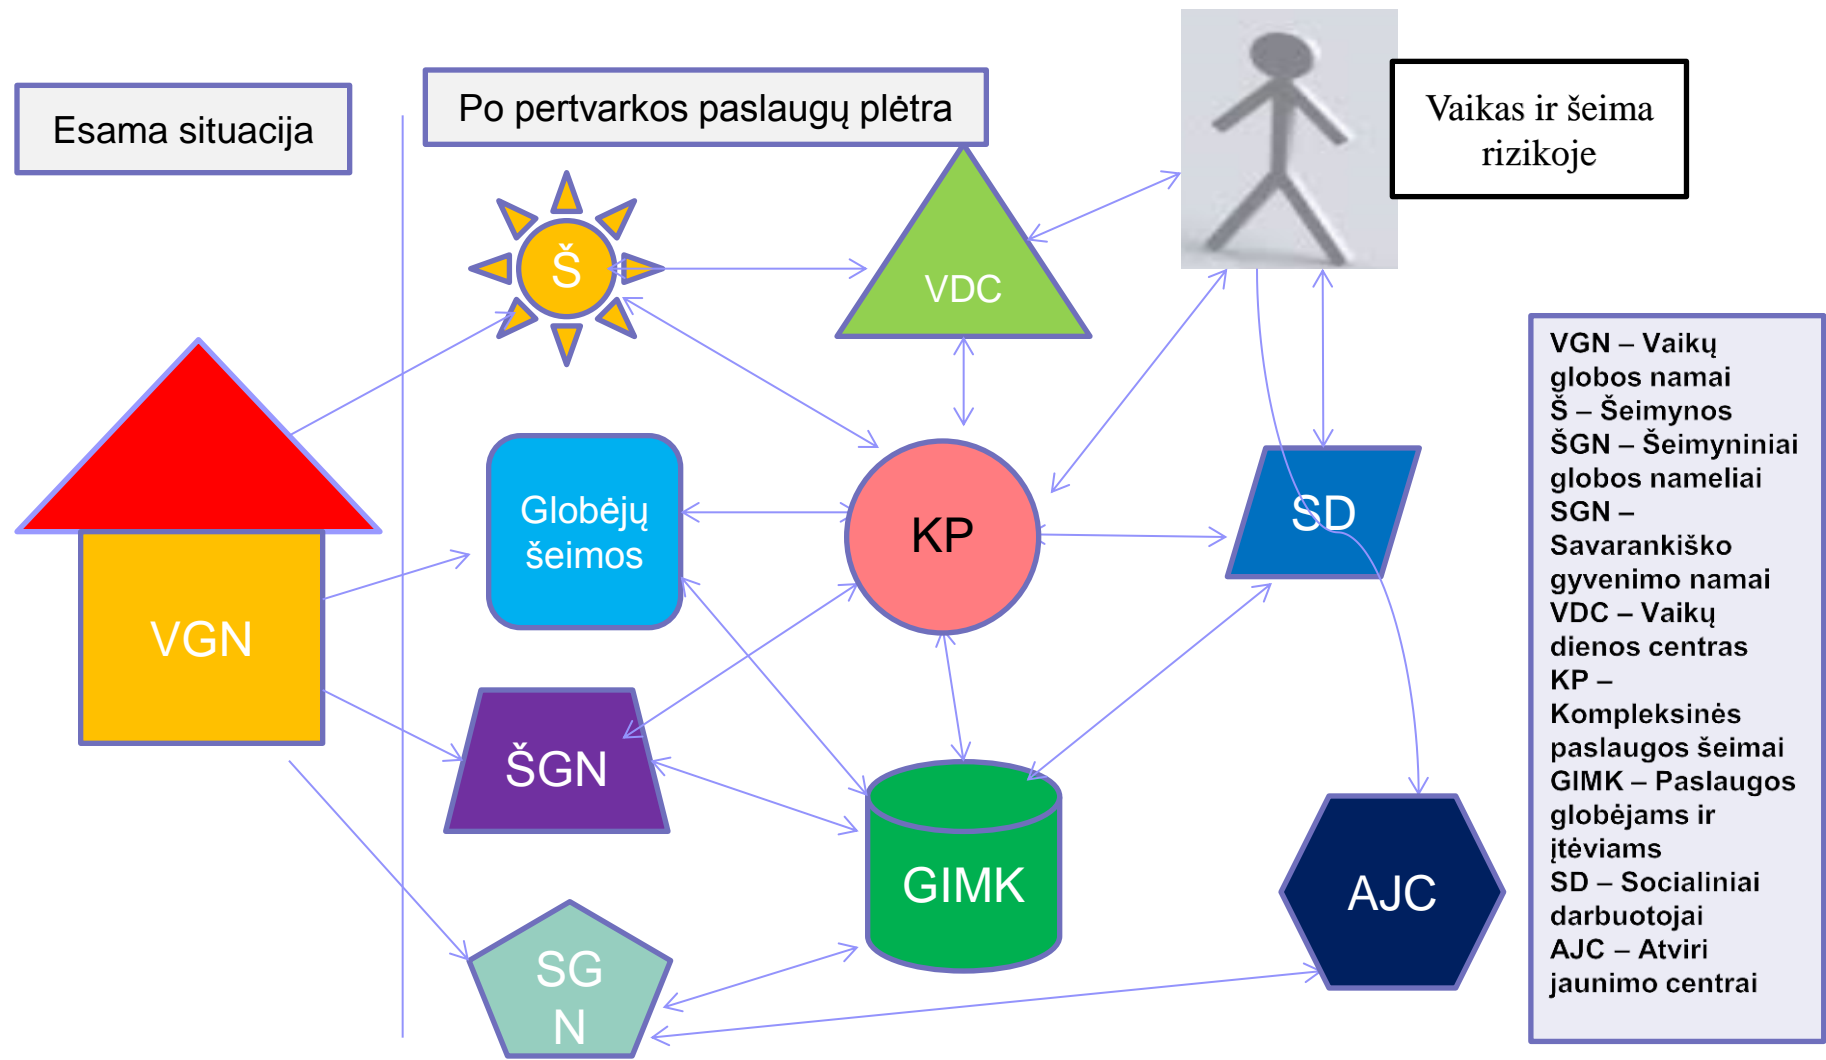 Esama situacija
Po pertvarkos paslaugų plėtra
Vaikas ir šeima
rizikoje
Š
VDC
VGN
Globėjų
šeimos
KP
SD
ŠGN
GIMK
AJC
SG
N
VGN – Vaikų
globos namai
Š – Šeimynos
ŠGN – Šeimyniniai
globos nameliai
SGN –
Savarankiško
gyvenimo namai
VDC – Vaikų
dienos centras
KP –
Kompleksinės
paslaugos šeimai
GIMK – Paslaugos
globėjams ir
įtėviams
SD – Socialiniai
darbuotojai
AJC – Atviri
jaunimo centrai